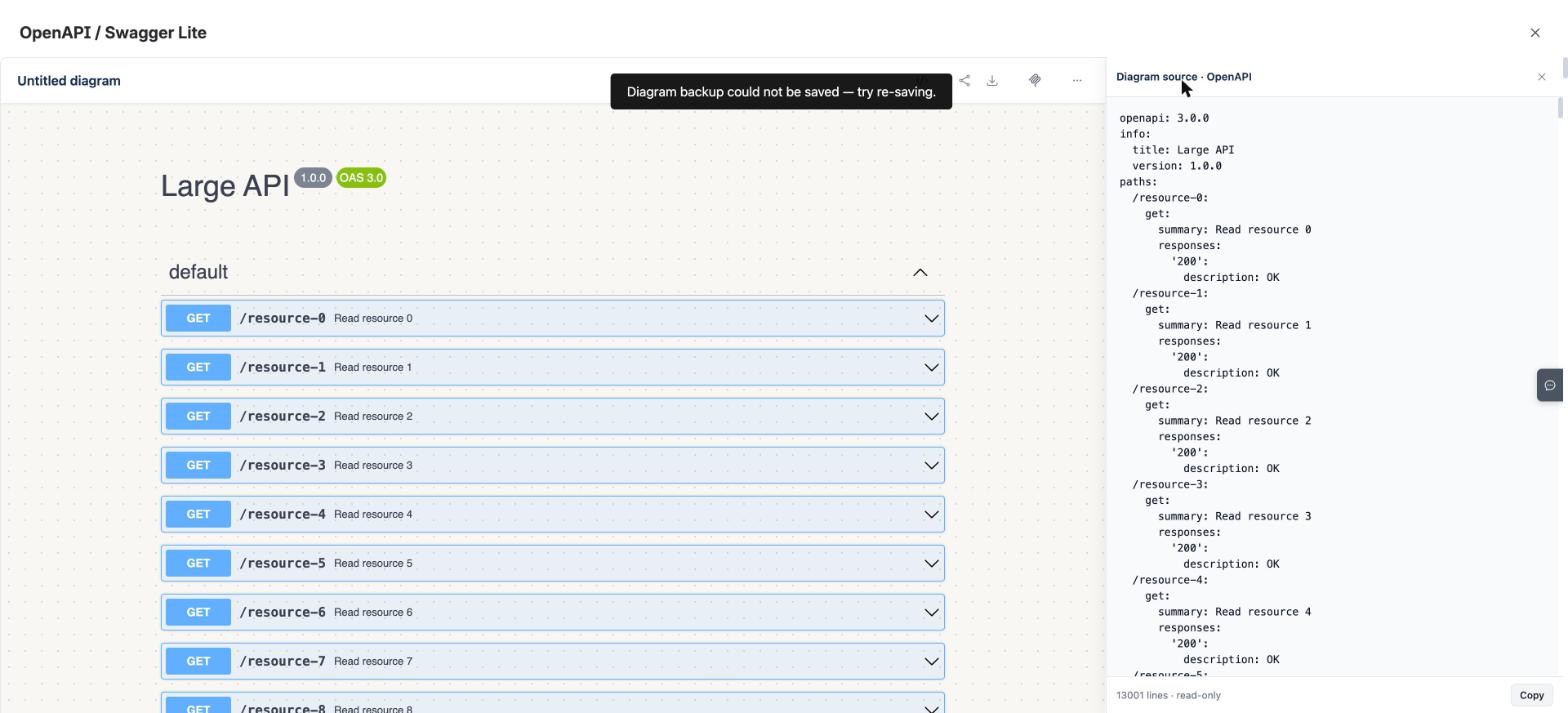 OpenAPI / Swagger Lite
Untitled diagram
Diagram backup could not be saved — try re-saving.
Large API 1.0.0 OAS 3.0
default
GET /resource-0 Read resource 0
GET /resource-1 Read resource 1
GET /resource-2 Read resource 2
GET /resource-3 Read resource 3
GET /resource-4 Read resource 4
GET /resource-5 Read resource 5
GET /resource-6 Read resource 6
GET /resource-7 Read resource 7
GET /resource-8 Read resource 8
Diagram source · OpenAPI
openapi: 3.0.0
info:
  title: Large API
  version: 1.0.0
paths:
  /resource-0:
    get:
      summary: Read resource 0
      responses:
        '200':
          description: OK
  /resource-1:
    get:
      summary: Read resource 1
      responses:
        '200':
          description: OK
  /resource-2:
    get:
      summary: Read resource 2
      responses:
        '200':
          description: OK
  /resource-3:
    get:
      summary: Read resource 3
      responses:
        '200':
          description: OK
  /resource-4:
    get:
      summary: Read resource 4
      responses:
        '200':
          description: OK
  /resource-5:
13001 lines · read-only
Copy